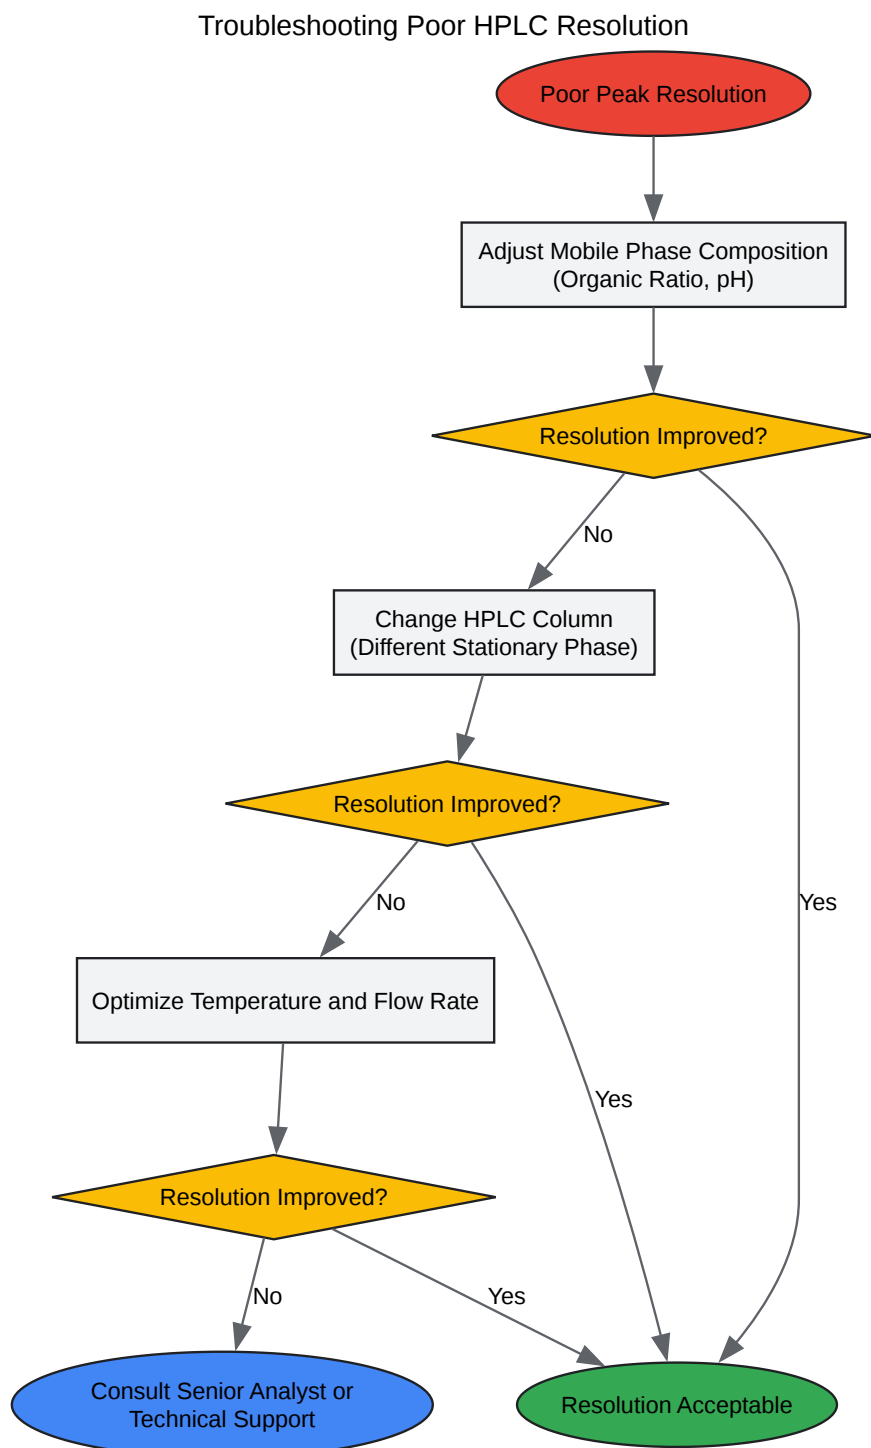 Troubleshooting Poor HPLC Resolution
Poor Peak Resolution
Adjust Mobile Phase Composition
(Organic Ratio, pH)
Resolution Improved?
No
Change HPLC Column
(Different Stationary Phase)
Resolution Improved?
No
Yes
Optimize Temperature and Flow Rate
Yes
Resolution Improved?
No
Yes
Consult Senior Analyst or
Technical Support
Resolution Acceptable